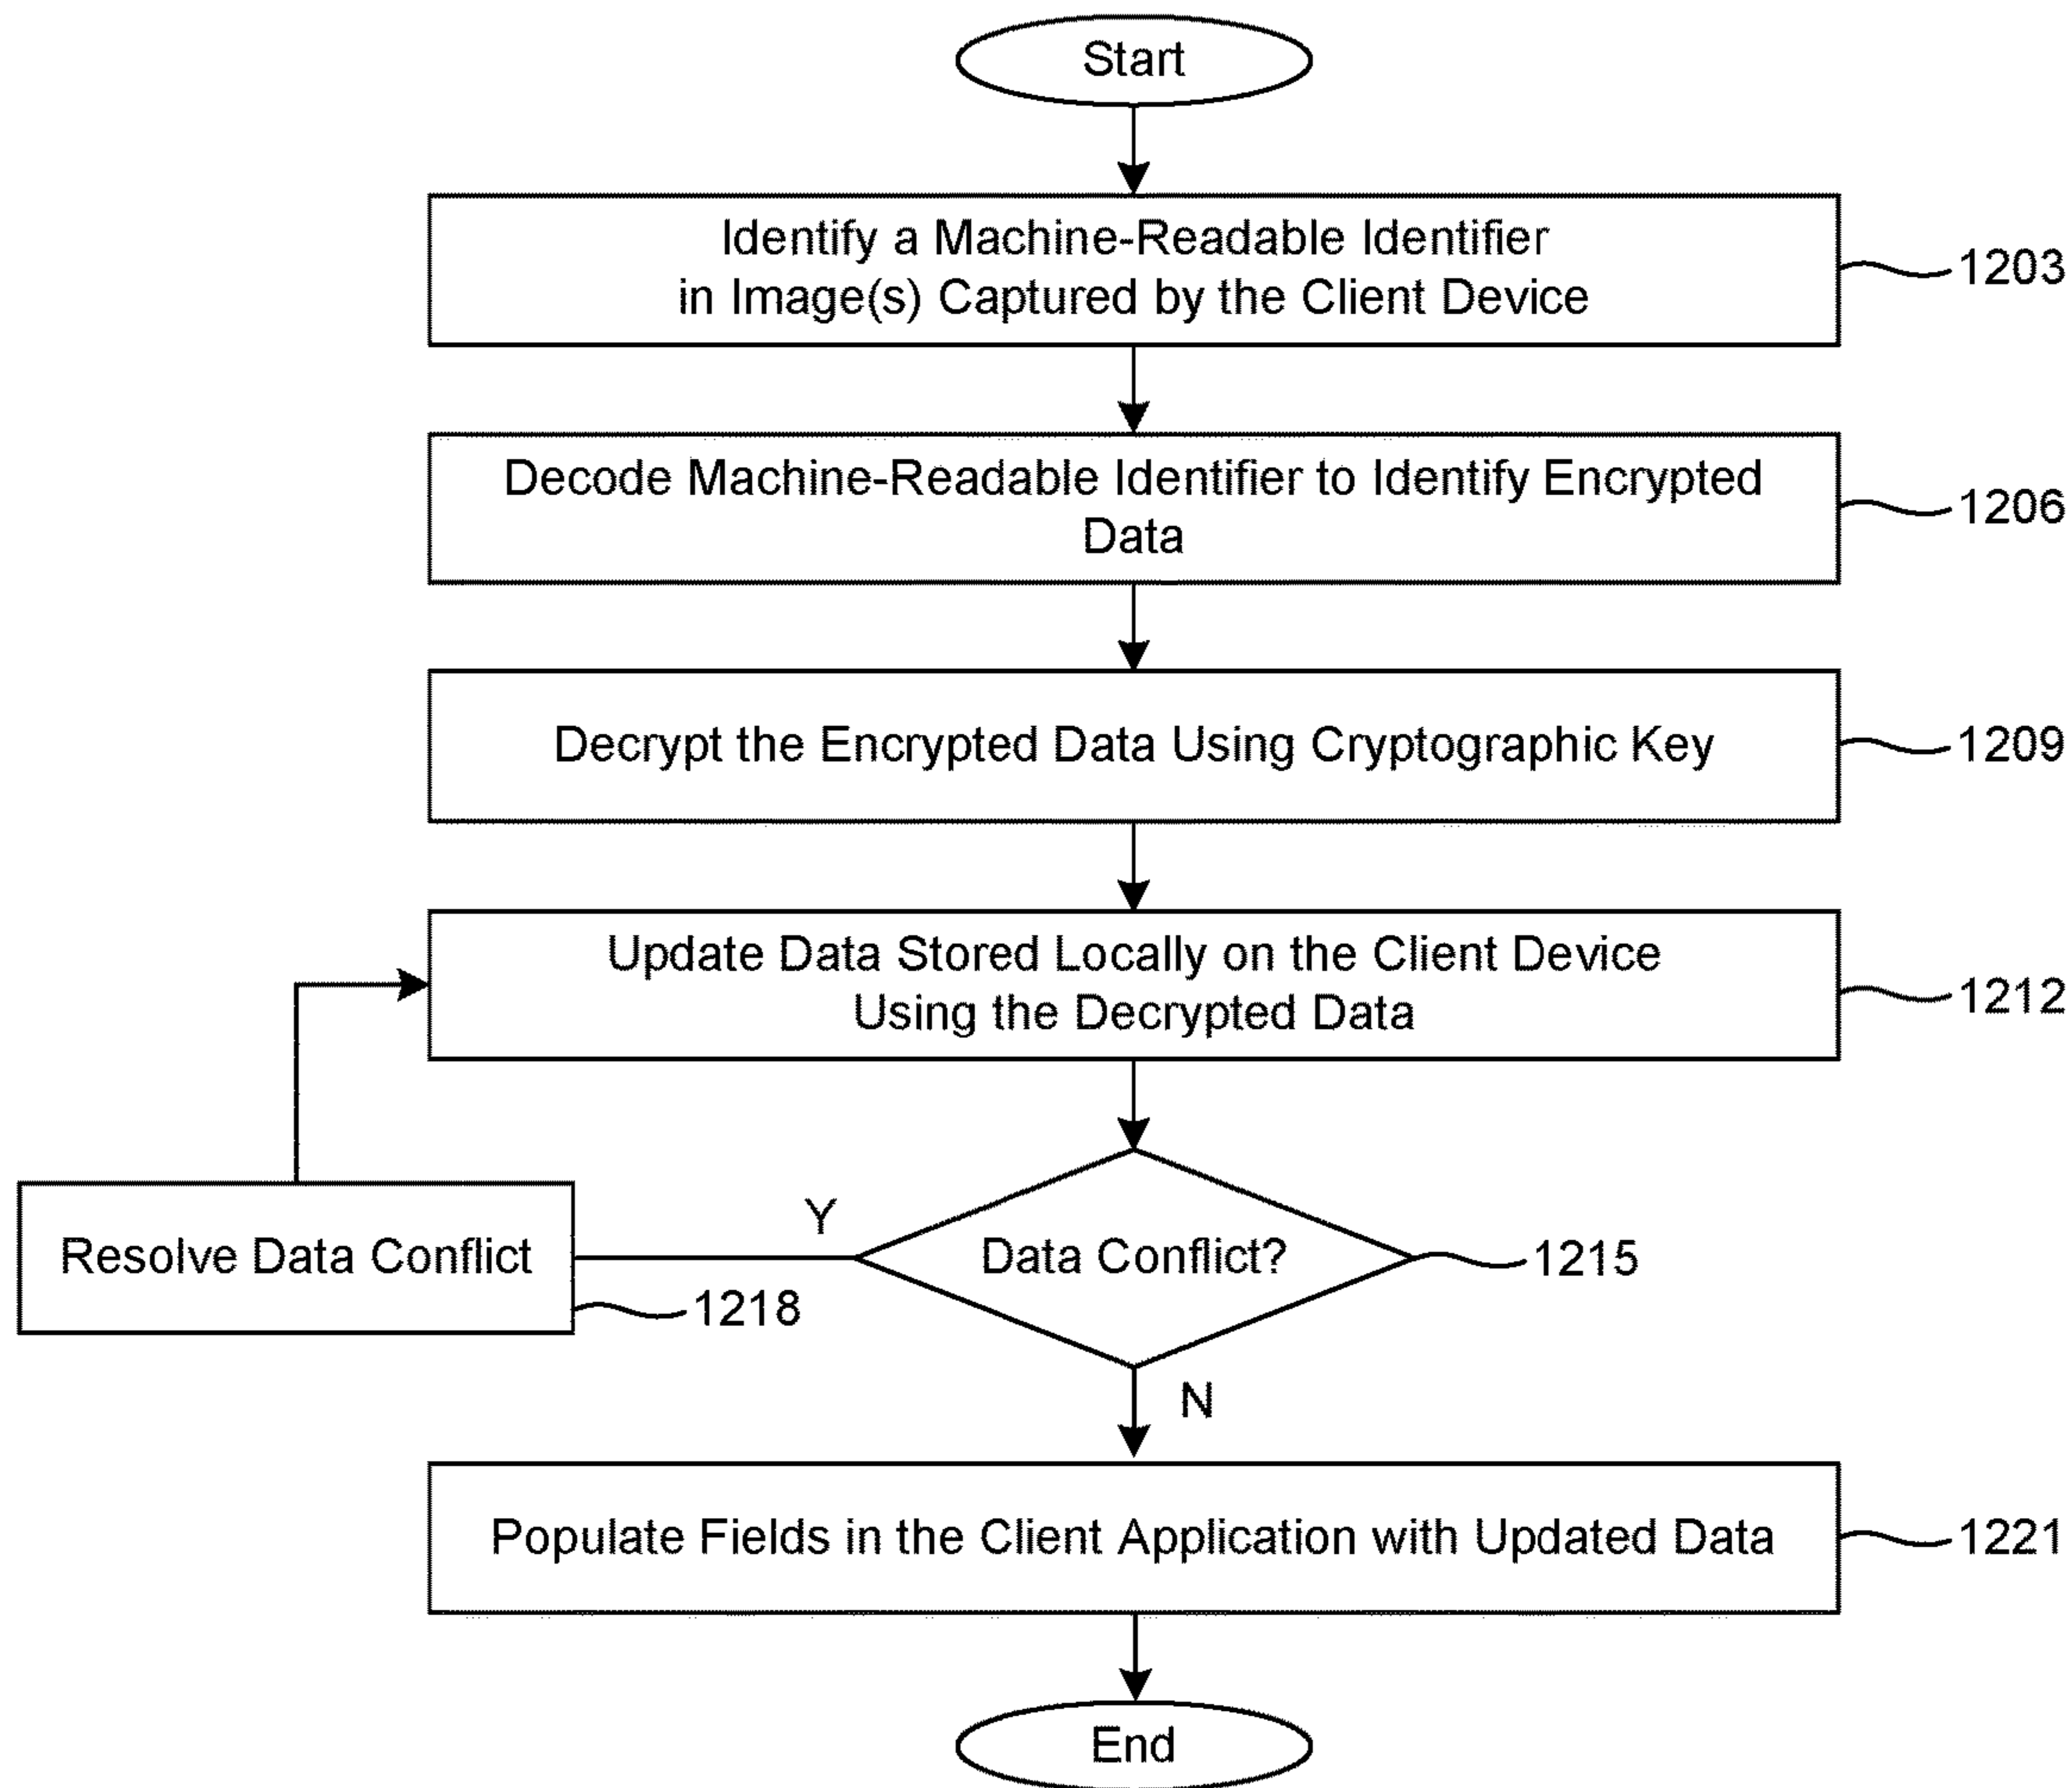 Start
Identify a Machine-Readable Identifier
in Image(s) Captured by the Client Device
1203
Decode Machine-Readable Identifier to Identify Encrypted
Data
1206
Decrypt the Encrypted Data Using Cryptographic Key
1209
Update Data Stored Locally on the Client Device
Using the Decrypted Data
1212
Resolve Data Conflict
1218
Y
Data Conflict?
1215
N
Populate Fields in the Client Application with Updated Data
1221
End